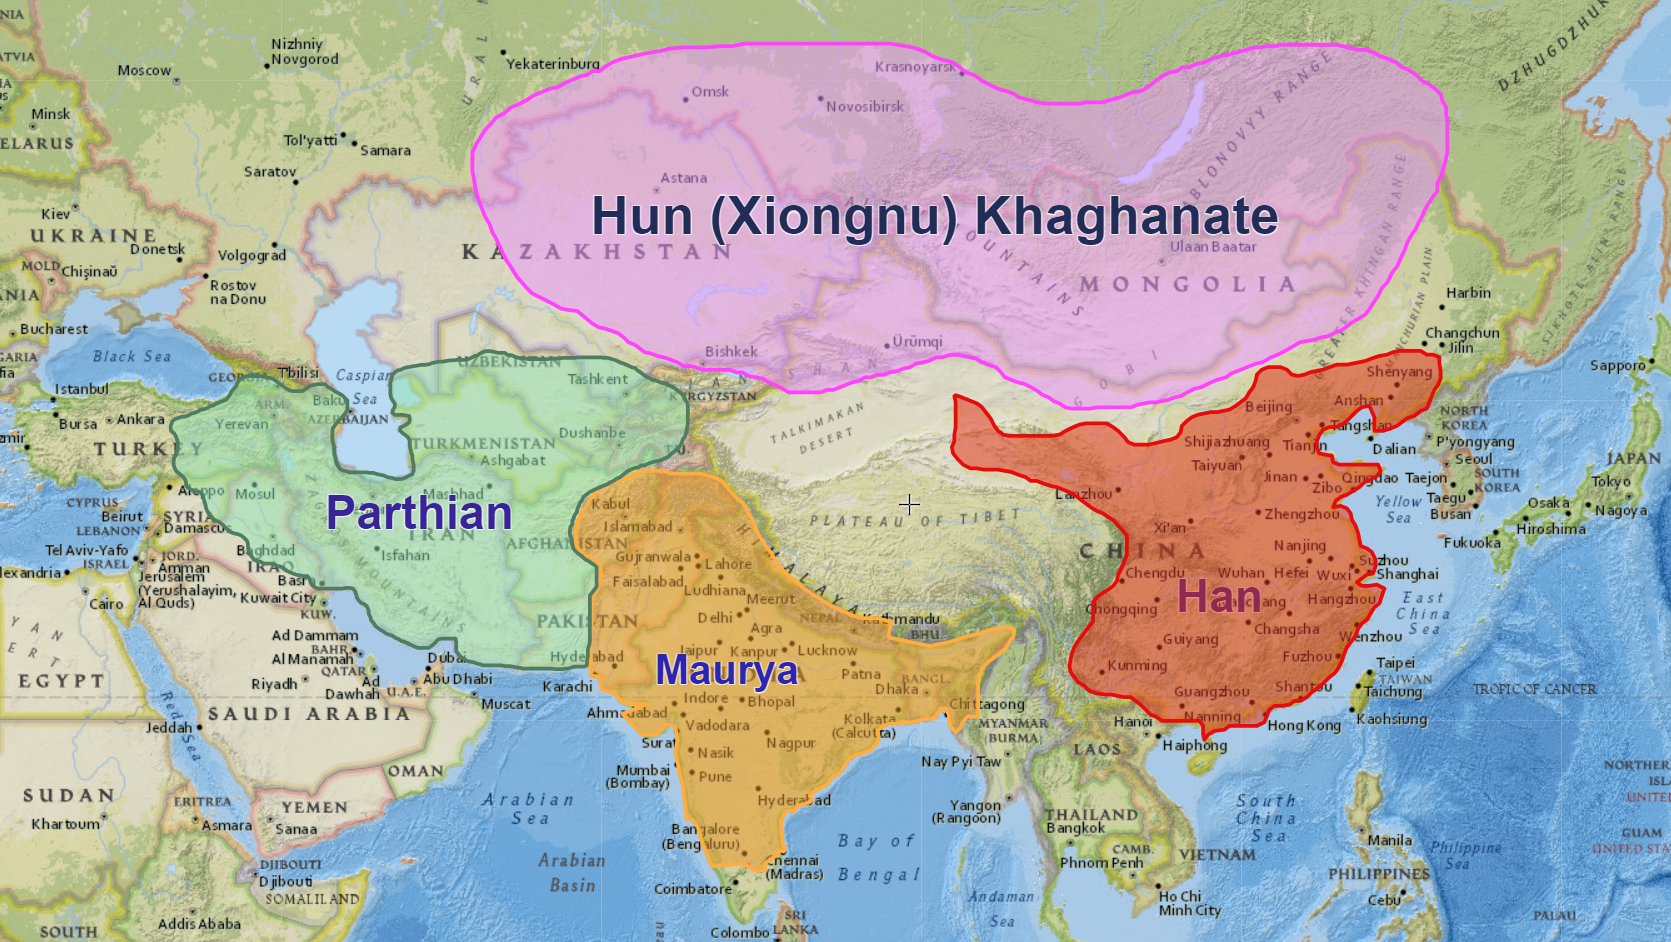 Hun (Xiongnu) Khaghanate
Parthian
Maurya
Han
NIA
ATVIA
Nizhniy
Novgorod
Moscow
Yekaterinburg
URAL
Krasnoyarsk
Omsk
Novosibirsk
DZHUGDZHUR
Minsk
ELARUS
Tol'yatti
Samara
Saratov
Astana
YABLONOVYY RANGE
Kiev
UKRAINE
Donetsk
Volgograd
KAZAKHSTAN
MOUNTAINS
Ulaan Baatar
MONGOLIA
GREATER KHINGAN RANGE
MANCHURIAN PLAIN
SIKHOTE ALIN RANGE
MOLD
Chişinaŭ
ANIA
Rostov
na Donu
Harbin
Bucharest
Black Sea
GARIA
fia
Changchun
Jilin
Sapporo
Ürümqi
Bishkek
GOBI
SHAN
GEORGIA
Tbilisi
Caspian
Sea
UZBEKISTAN
Tashkent
KYRGYZSTAN
Shenyang
Anshan
Istanbul
Bursa
Ankara
ARM.
Baku
AZERBAIJAN
Yerevan
Beijing
Tangshan
NORTH
KOREA
TALKIMAKAN
DESERT
TURKEY
zmir
TURKMENISTAN
Dushanbe
Ashgabat
TJ.
Shijiazhuang
Tianjin
Dalian
P'yongyang
Seoul
Taiyuan
JAPAN
Tokyo
CYPRUS
Aleppo
Mosul
Mashhad
Jinan
Zibo
Qingdao
Taejon
SOUTH
KOREA
Beirut
SYRIA
LEBANON
Damascus
Kabul
Lanzhou
Taegu
Busan
Yellow
Sea
Osaka
Nagoya
Hiroshima
PLATEAU OF TIBET
Islamabad
IRAN
AFGHANISTAN
Xi'an
Zhengzhou
Fukuoka
Tel Aviv-Yafo
ISRAEL
JORD.
Amman
Baghdad
IRAQ
Isfahan
Gujranwala
Lahore
Faisalabad
HIMALAYA
CHINA
Nanjing
Suzhou
Shanghai
lexandria
Jerusalem
(Yerushalayim,
Al Quds)
Basra
Kuwait City
KUW.
Ludhiana
Meerut
Chengdu
Wuhan
Hefei
Wuxi
Cairo
Delhi
NEPAL
Kathmandu
BHU.
Chongqing
Hangzhou
East
China
Sea
PAKISTAN
Agra
Changsha
Wenzhou
Ad Dammam
BAHR.
Al Manamah
QATAR
Dubai
Hyderabad
Jaipur
Kanpur
Lucknow
Guiyang
Fuzhou
Taipei
TAIWAN
EGYPT
Riyadh
Ad
Dawhah
U.A.E.
Abu Dhabi
Karachi
Patna
BANGL.
Dhaka
Kunming
Taichung
TROPIC OF CANCER
Muscat
SAUDI ARABIA
Red Sea
Jeddah
Ahmadabad
Indore
Bhopal
Chittagong
Guangzhou
Shantou
Kaohsiung
Vadodara
Kolkata
(Calcutta)
MYANMAR
(BURMA)
Nanning
Hanoi
Hong Kong
Surat
Nasik
Nagpur
Haiphong
LAOS
OMAN
Mumbai
(Bombay)
Pune
Nay Pyi Taw
NORTHERN
ISL
UNITED
SUDAN
Khartoum
ERITREA
Asmara
YEMEN
Sanaa
Arabian
Sea
Hyderabad
Yangon
(Rangoon)
South
China
Sea
THAILAND
Bangkok
Bangalore
(Bengaluru)
Bay of
Bengal
Manila
GUAM
UNITED STA
Philippine
Sea
DJIBOUTI
Djibouti
SOMALILAND
Arabian
Basin
Chennai
(Madras)
CAMB.
Phnom Penh
VIETNAM
PHILIPPINES
Coimbatore
Andaman
Sea
Ho Chi
Minh City
Cebu
Addis Ababa
SOUTH
Colombo
SRI
LANKA
PALAU